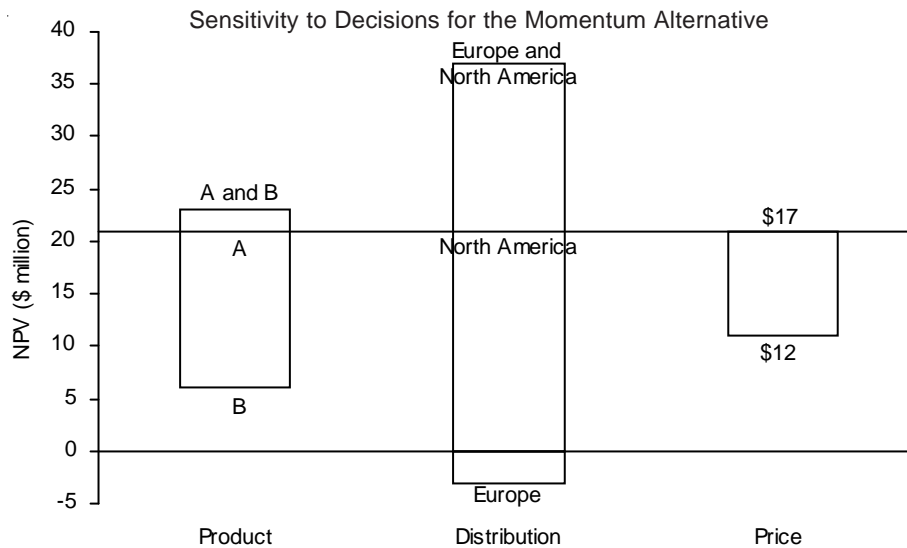 Sensitivity to Decisions for the Momentum Alternative
NPV ($ million)
40
35
30
25
20
15
10
5
0
-5
A and B
A
B
Europe and
North America
North America
Europe
$17
$12
Product
Distribution
Price